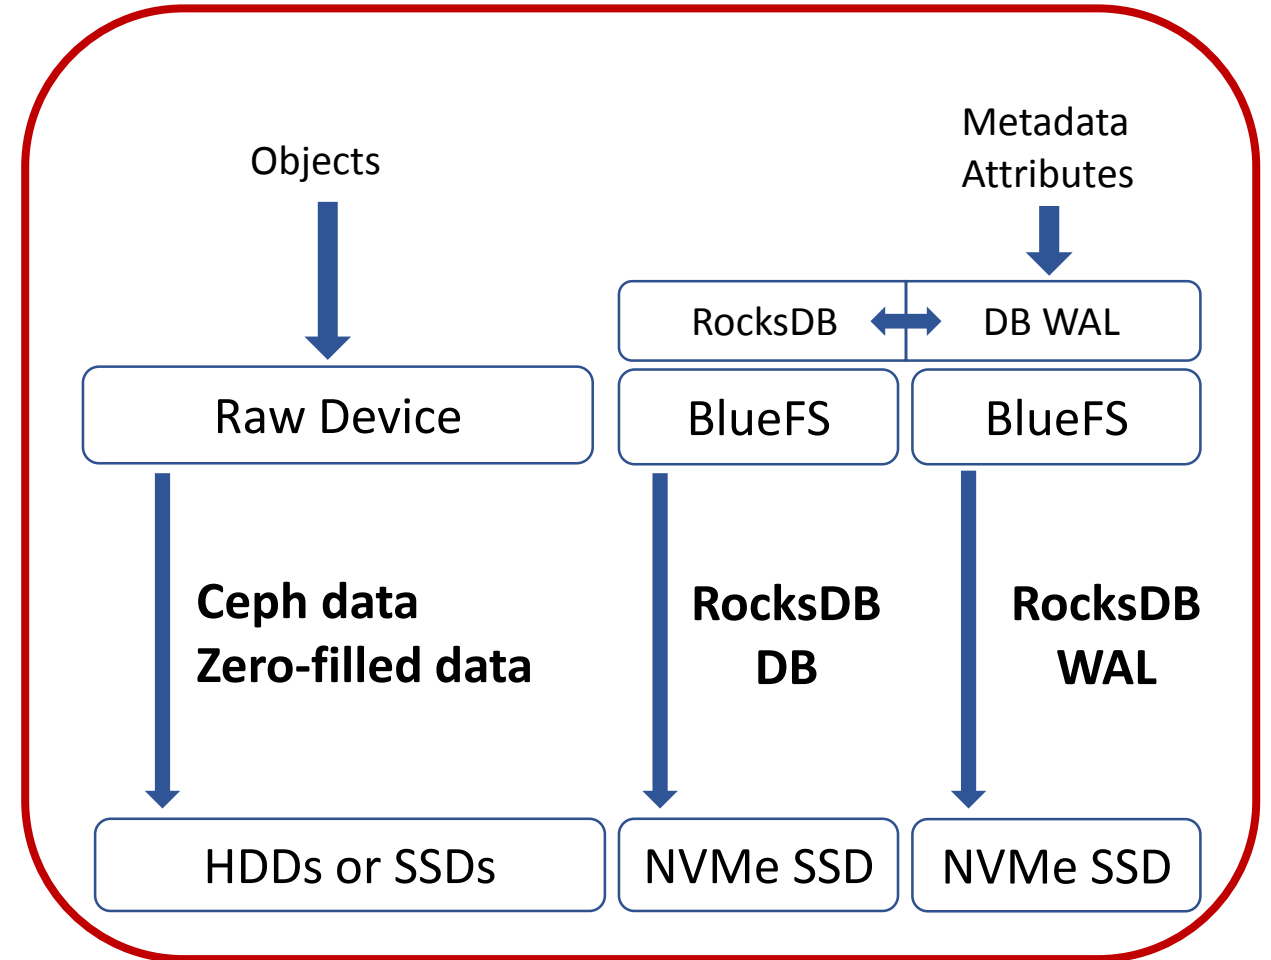 Objects
Metadata
Attributes
RocksDB
DB WAL
Raw Device
BlueFS
BlueFS
Ceph data
Zero-filled data
RocksDB
DB
RocksDB
WAL
HDDs or SSDs
NVMe SSD
NVMe SSD